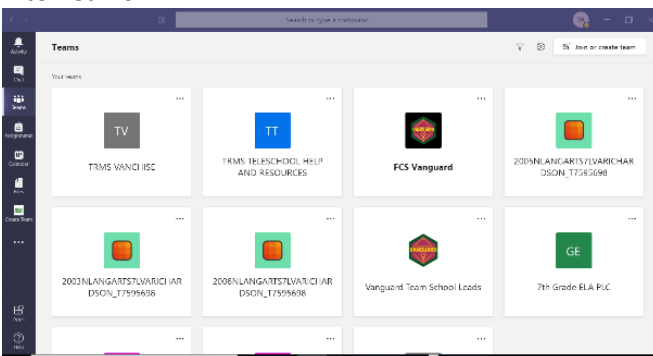 Search or type a command
Activity
Teams
Join or create team
Chat
Your teams
Teams
Assignments
Calendar
Files
Create Team
TV
TT
TRMS TELESCHOOL HELP
AND RESOURCES
FCS Vanguard
2005NLANGARTS7LVARICHAR
DSON_T7595698
2003NLANGARTS7LVARICHAR
DSON_T7595698
2006NLANGARTS7LVARICHAR
DSON_T7595698
VANGUARD
Vanguard Team School Leads
GE
7th Grade ELA PLC
Apps
Help